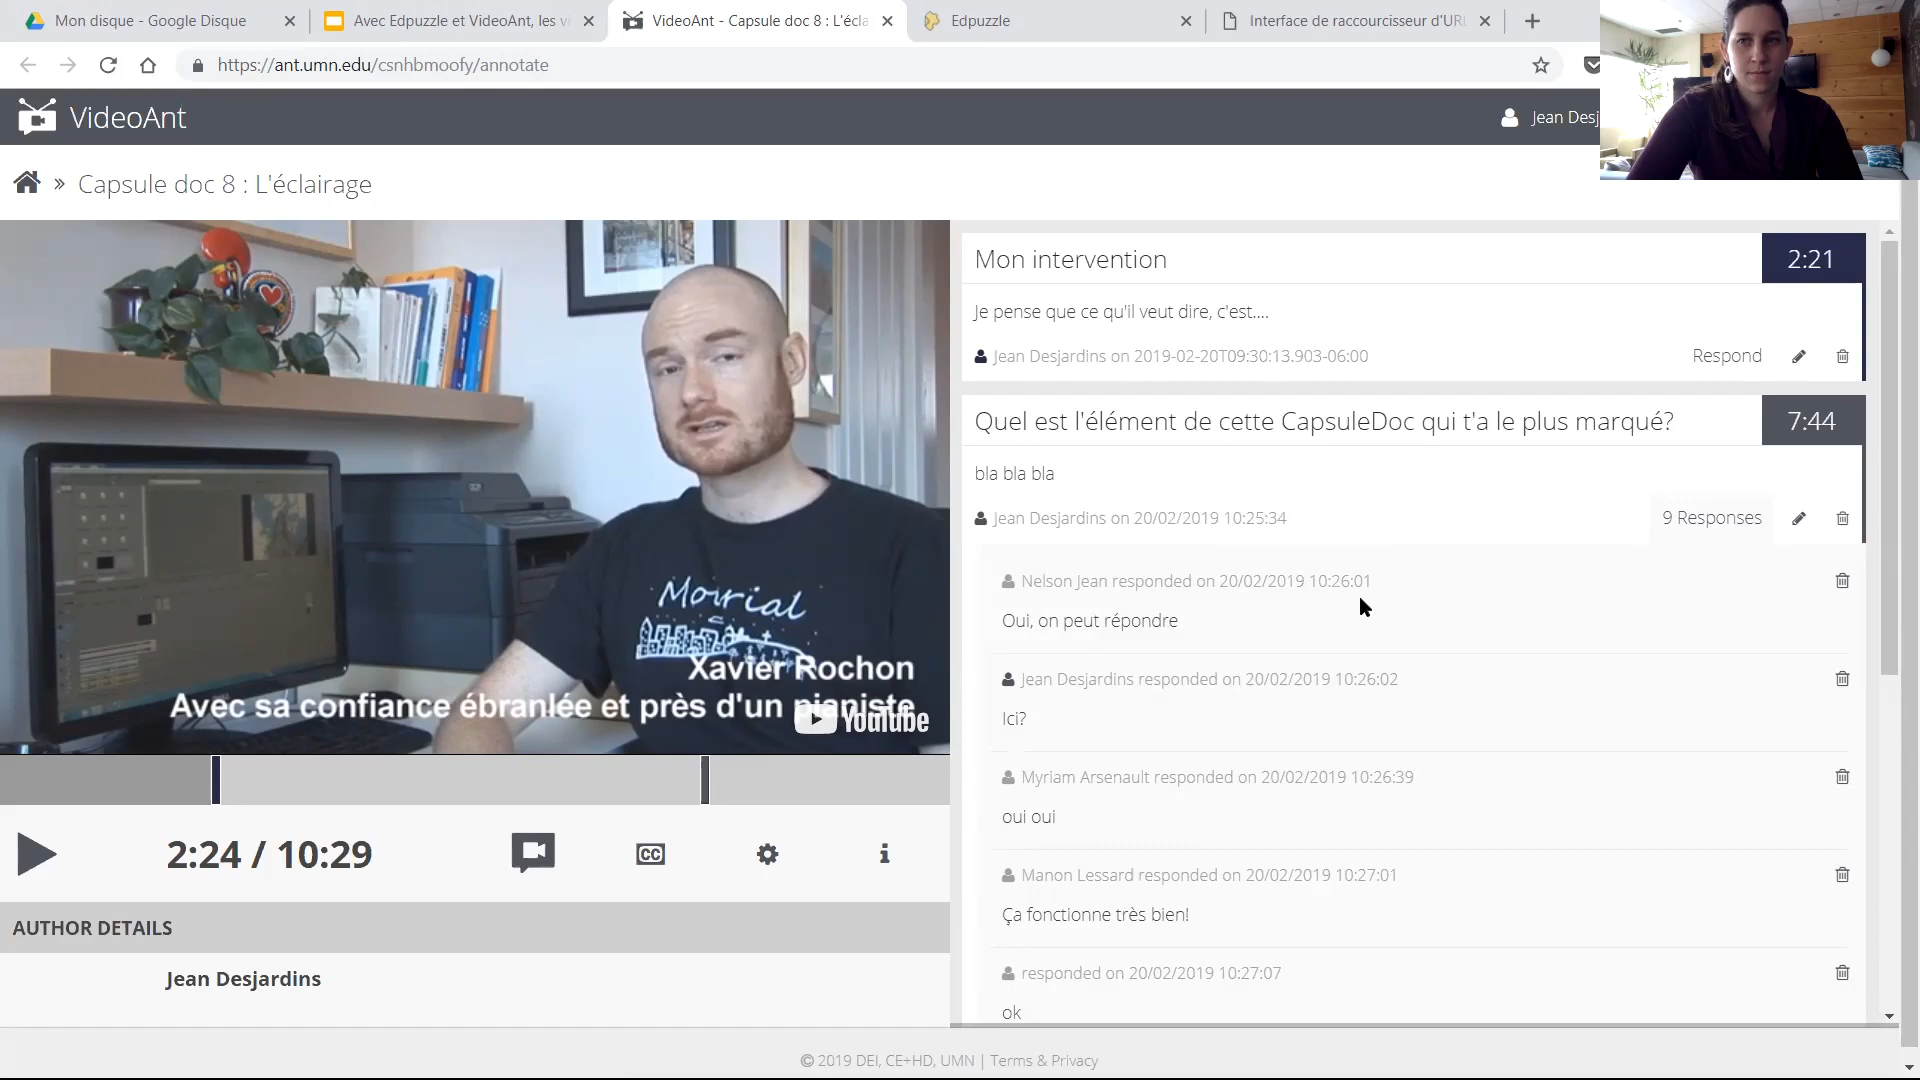 Mon disque - Google Disque
Avec Edpuzzle et VideoAnt, les vi
VideoAnt - Capsule doc 8 : L'écla
Edpuzzle
Interface de raccourcisseur d'URL
https://ant.umn.edu/csnhbmoofy/annotate
VideoAnt
Jean Desj
» Capsule doc 8 : L'éclairage
Mourial
Xavier Rochon
Avec sa confiance ébranlée et près d'un pianiste
YouTube
2:24 / 10:29
CC
i
AUTHOR DETAILS
Jean Desjardins
Mon intervention
2:21
Je pense que ce qu'il veut dire, c'est....
Jean Desjardins on 2019-02-20T09:30:13.903-06:00
Respond
Quel est l'élément de cette CapsuleDoc qui t'a le plus marqué?
7:44
bla bla bla
Jean Desjardins on 20/02/2019 10:25:34
9 Responses
Nelson Jean responded on 20/02/2019 10:26:01
Oui, on peut répondre
Jean Desjardins responded on 20/02/2019 10:26:02
Ici?
Myriam Arsenault responded on 20/02/2019 10:26:39
oui oui
Manon Lessard responded on 20/02/2019 10:27:01
Ça fonctionne très bien!
responded on 20/02/2019 10:27:07
ok
© 2019 DEI, CE+HD, UMN | Terms & Privacy